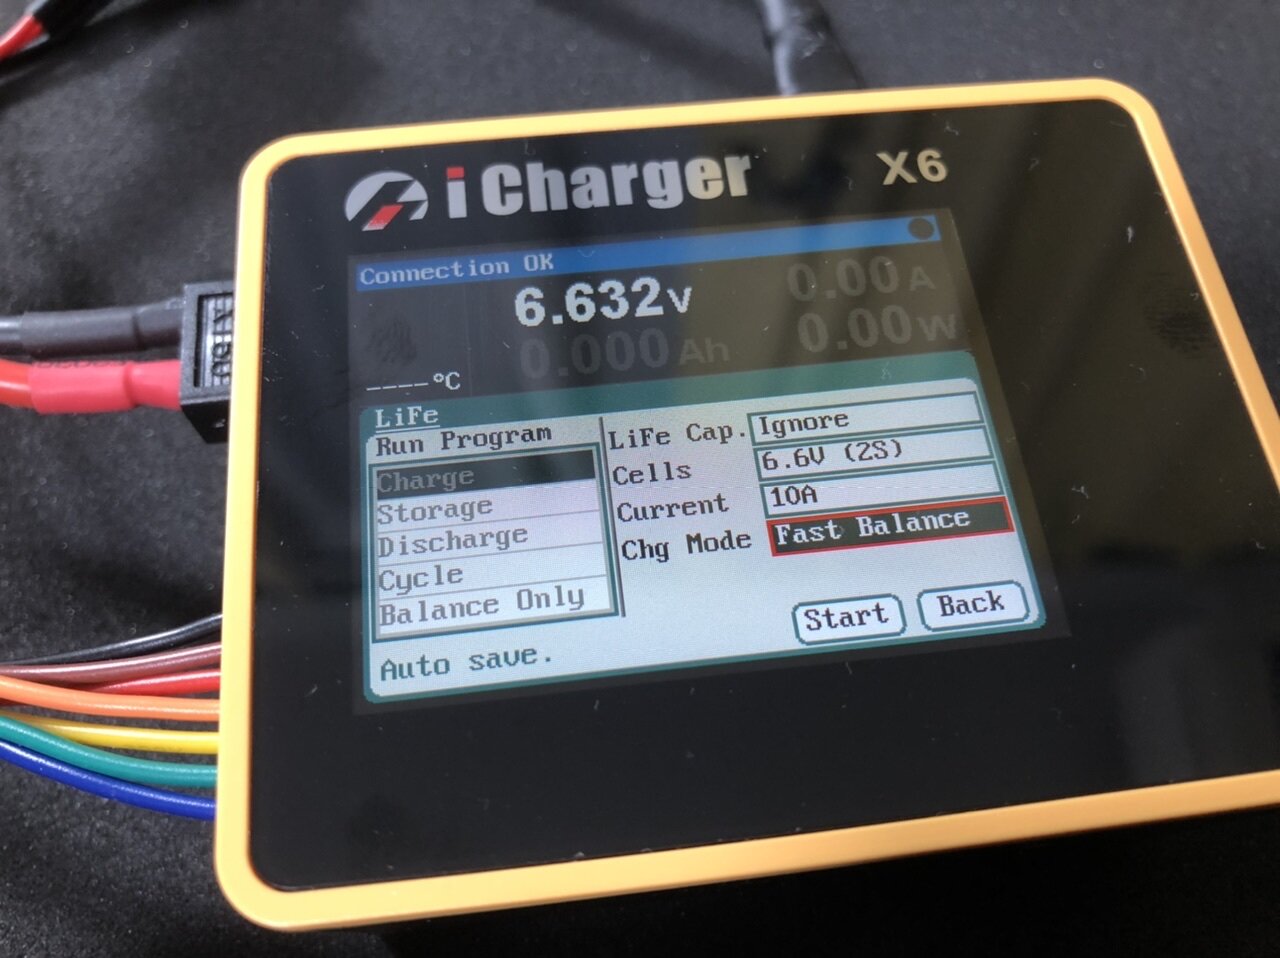 i Charger X6
Connection OK
6.632V 0.00A
0.000Ah 0.00W
----°C
LiFe
Run Program
Charge
Storage
Discharge
Cycle
Balance Only
LiFe Cap. Ignore
Cells 6.6V (2S)
Current 10A
Chg Mode Fast Balance
Start Back
Auto save.